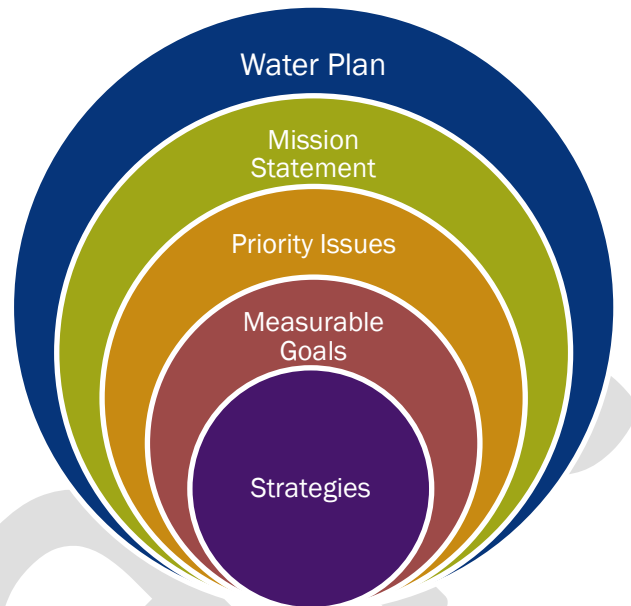 Water Plan
Mission
Statement
Priority Issues
Measurable
Goals
Strategies